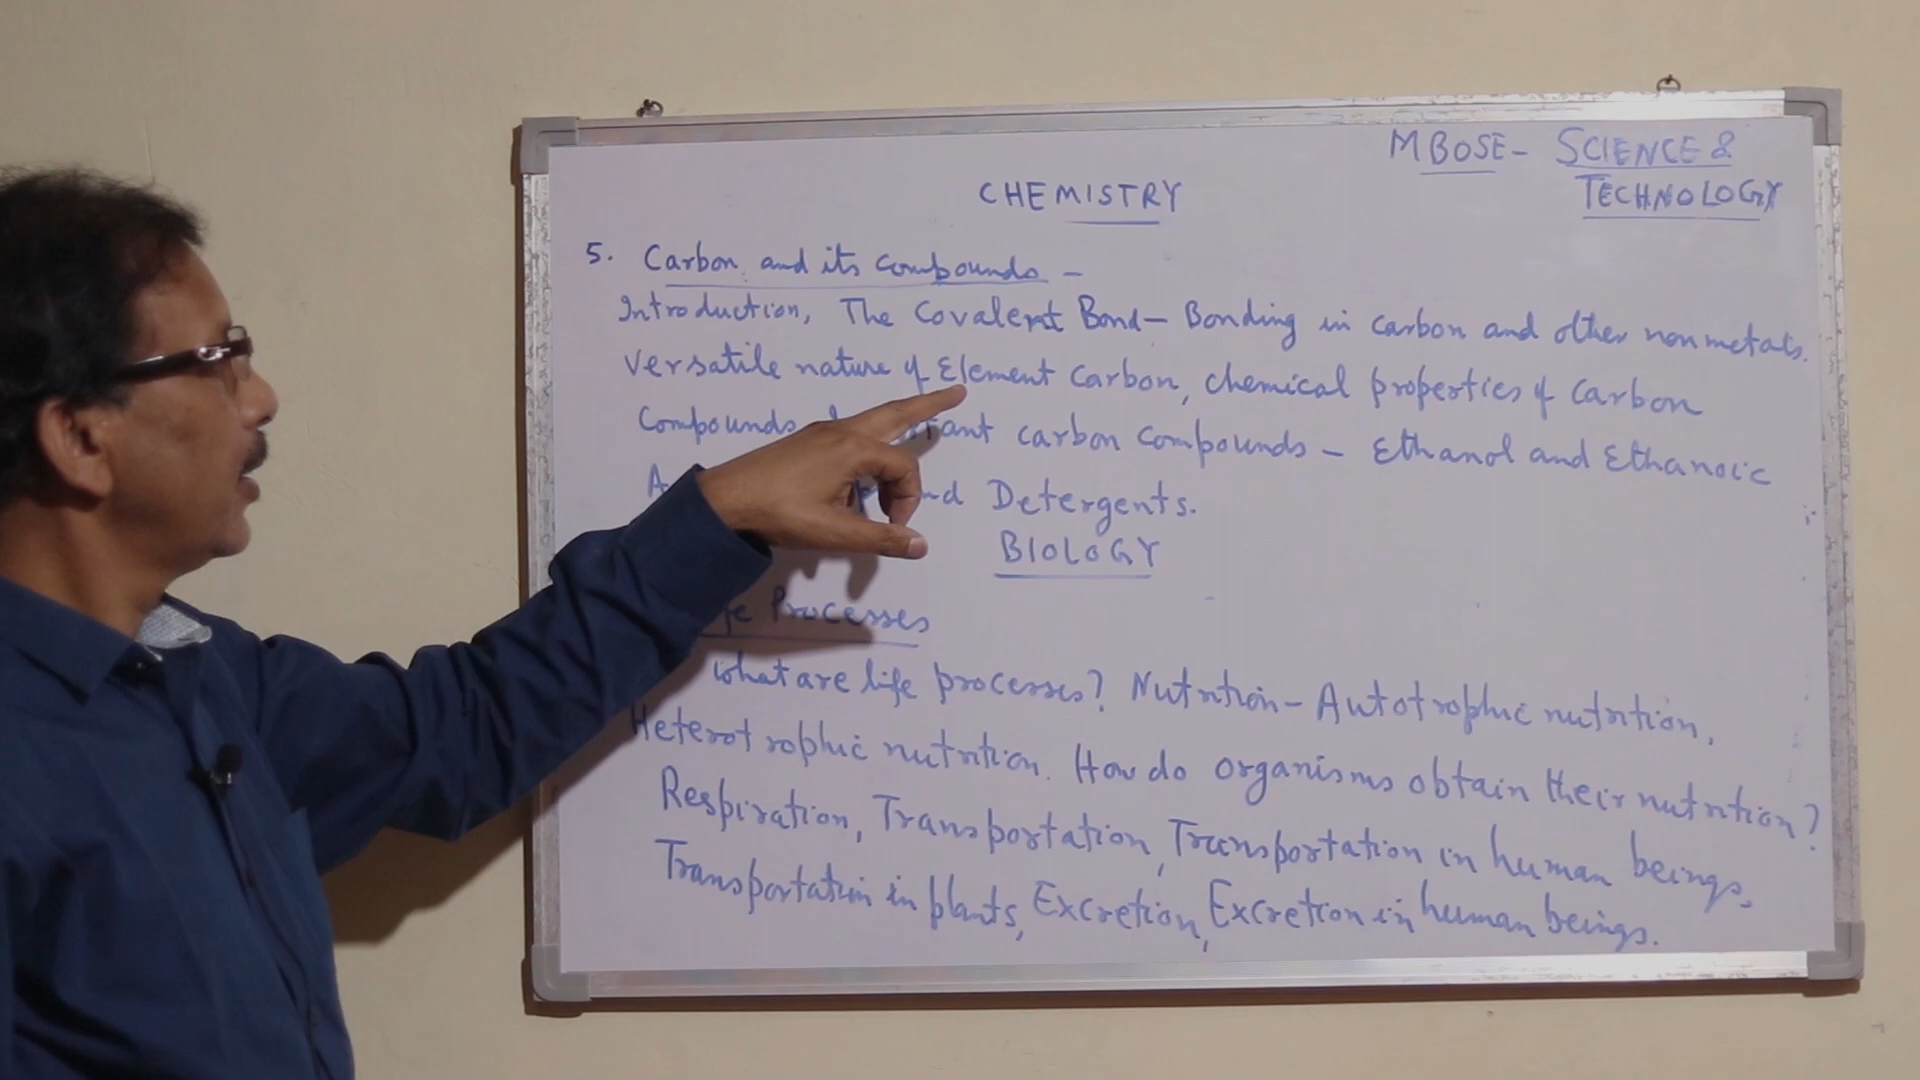 MBOSE- SCIENCE &
TECHNOLOGY
CHEMISTRY
5. Carbon and its compounds -
Introduction, The Covalent Bond - Bonding in carbon and other nonmetals.
Versatile nature of Element Carbon, chemical properties of Carbon
Compounds carbon compounds - Ethanol and Ethanoic
and Detergents.
BIOLOGY
Processes
What are life processes? Nutrition - Autotrophic nutrition,
Heterotrophic nutrition. How do organisms obtain their nutrition?
Respiration, Transportation, Transportation in human beings,
Transportation in plants, Excretion, Excretion in human beings.